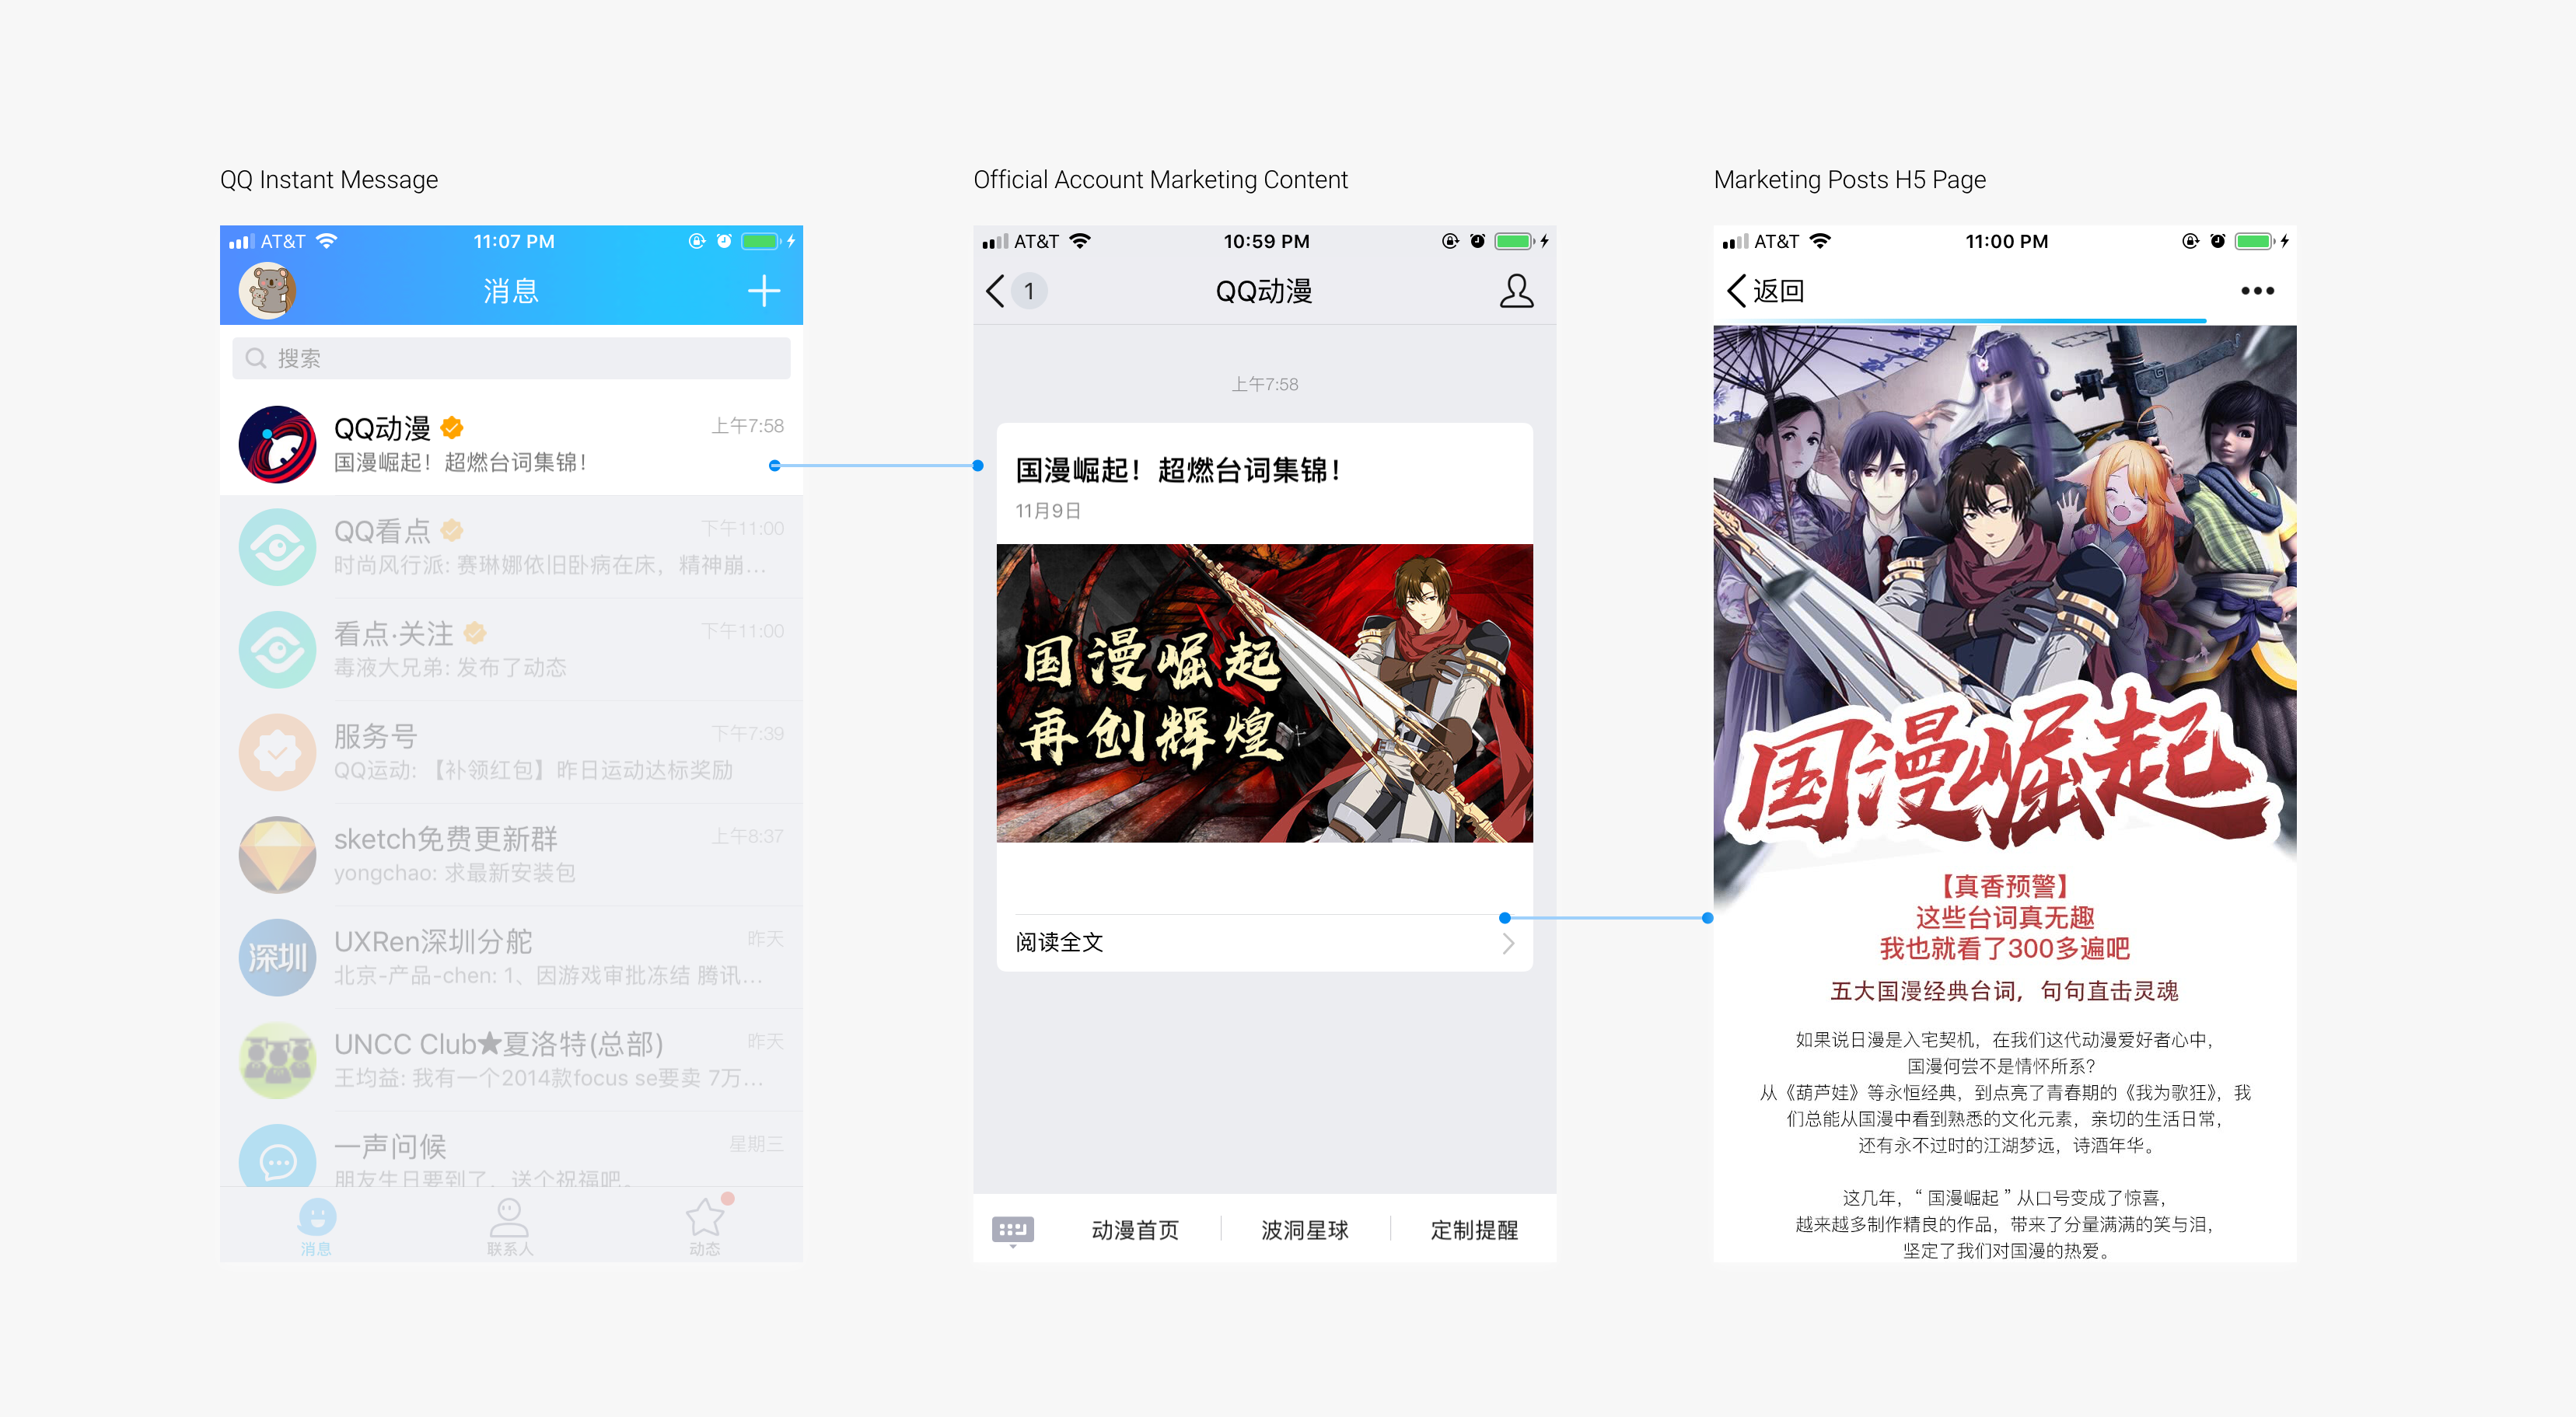 QQ Instant Message
AT&T
11:07 PM
消息
搜索
QQ动漫
上午7:58
国漫崛起！超燃台词集锦！
QQ看点
下午11:00
时尚风行派: 赛琳娜依旧卧病在床，精神崩...
看点·关注
下午11:00
毒液大兄弟: 发布了动态
服务号
下午7:39
QQ运动: 【补领红包】昨日运动达标奖励
sketch免费更新群
上午8:37
yongchao: 求最新安装包
深圳
UXRen深圳分舵
昨天
北京-产品-chen: 1、因游戏审批冻结 腾讯...
UNCC Club★夏洛特(总部)
昨天
王均益: 我有一个2014款focus se要卖 7万...
一声问候
星期三
朋友生日要到了，送个祝福吧。
消息
联系人
动态
Official Account Marketing Content
AT&T
10:59 PM
1
QQ动漫
上午7:58
国漫崛起！超燃台词集锦！
11月9日
国漫崛起
再创辉煌
阅读全文
动漫首页
波洞星球
定制提醒
Marketing Posts H5 Page
AT&T
11:00 PM
返回
国漫崛起
【真香预警】
这些台词真无趣
我也就看了300多遍吧
五大国漫经典台词，句句直击灵魂
如果说日漫是入宅契机，在我们这代动漫爱好者心中，
国漫何尝不是情怀所系？
从《葫芦娃》等永恒经典，到点亮了青春期的《我为歌狂》，我
们总能从国漫中看到熟悉的文化元素，亲切的生活日常，
还有永不过时的江湖梦远，诗酒年华。
这几年，“国漫崛起”从口号变成了惊喜，
越来越多制作精良的作品，带来了分量满满的笑与泪，
坚定了我们对国漫的热爱。